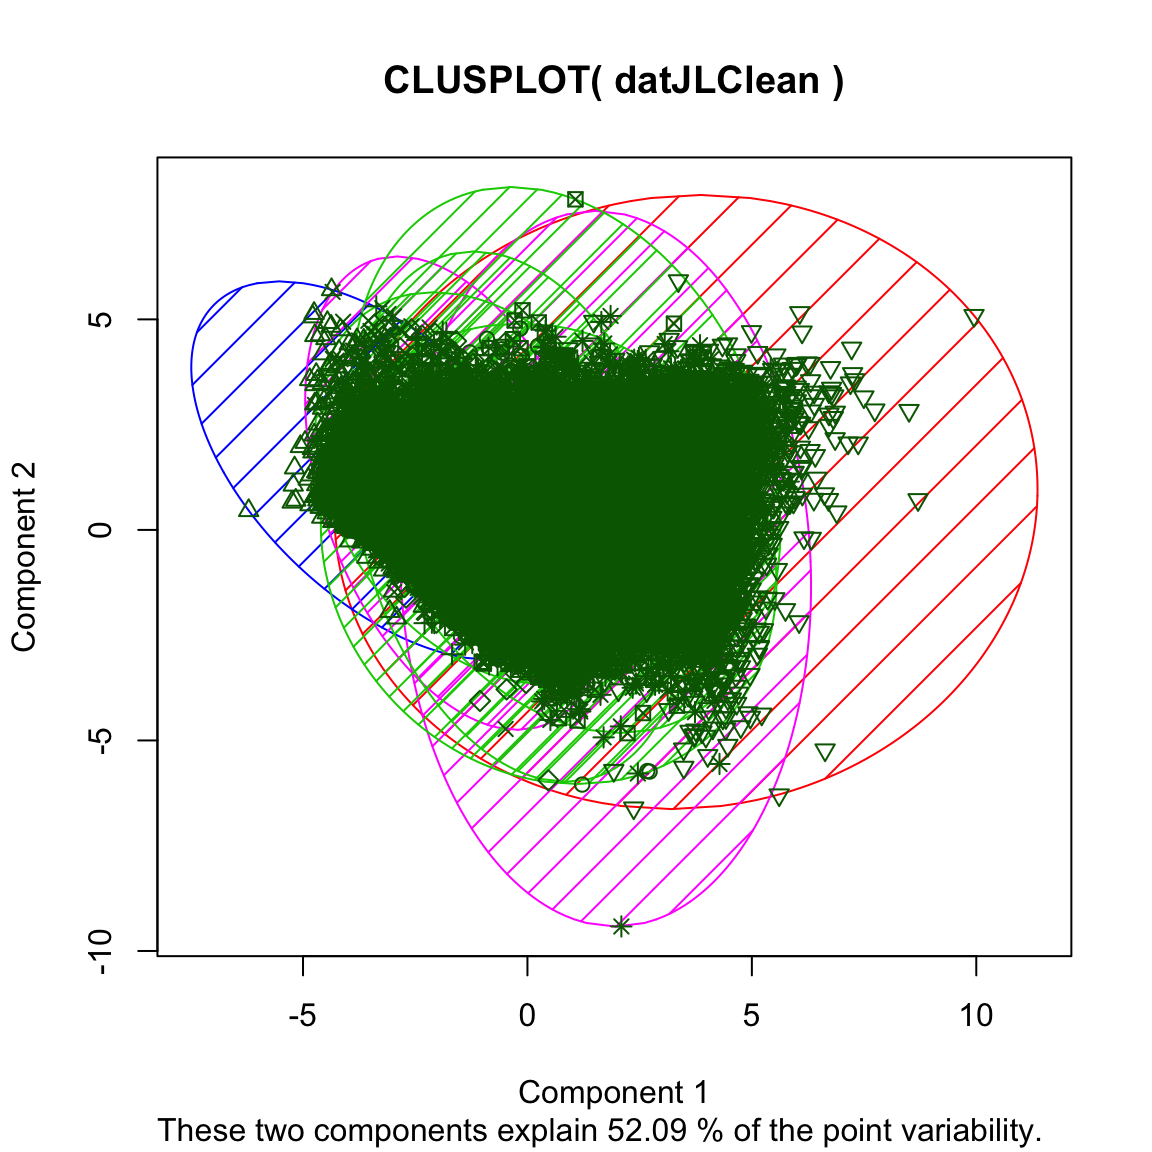 CLUSPLOT( datJLClean )
Component 2
5
0
-5
-10
-5 0 5 10
Component 1
These two components explain 52.09 % of the point variability.